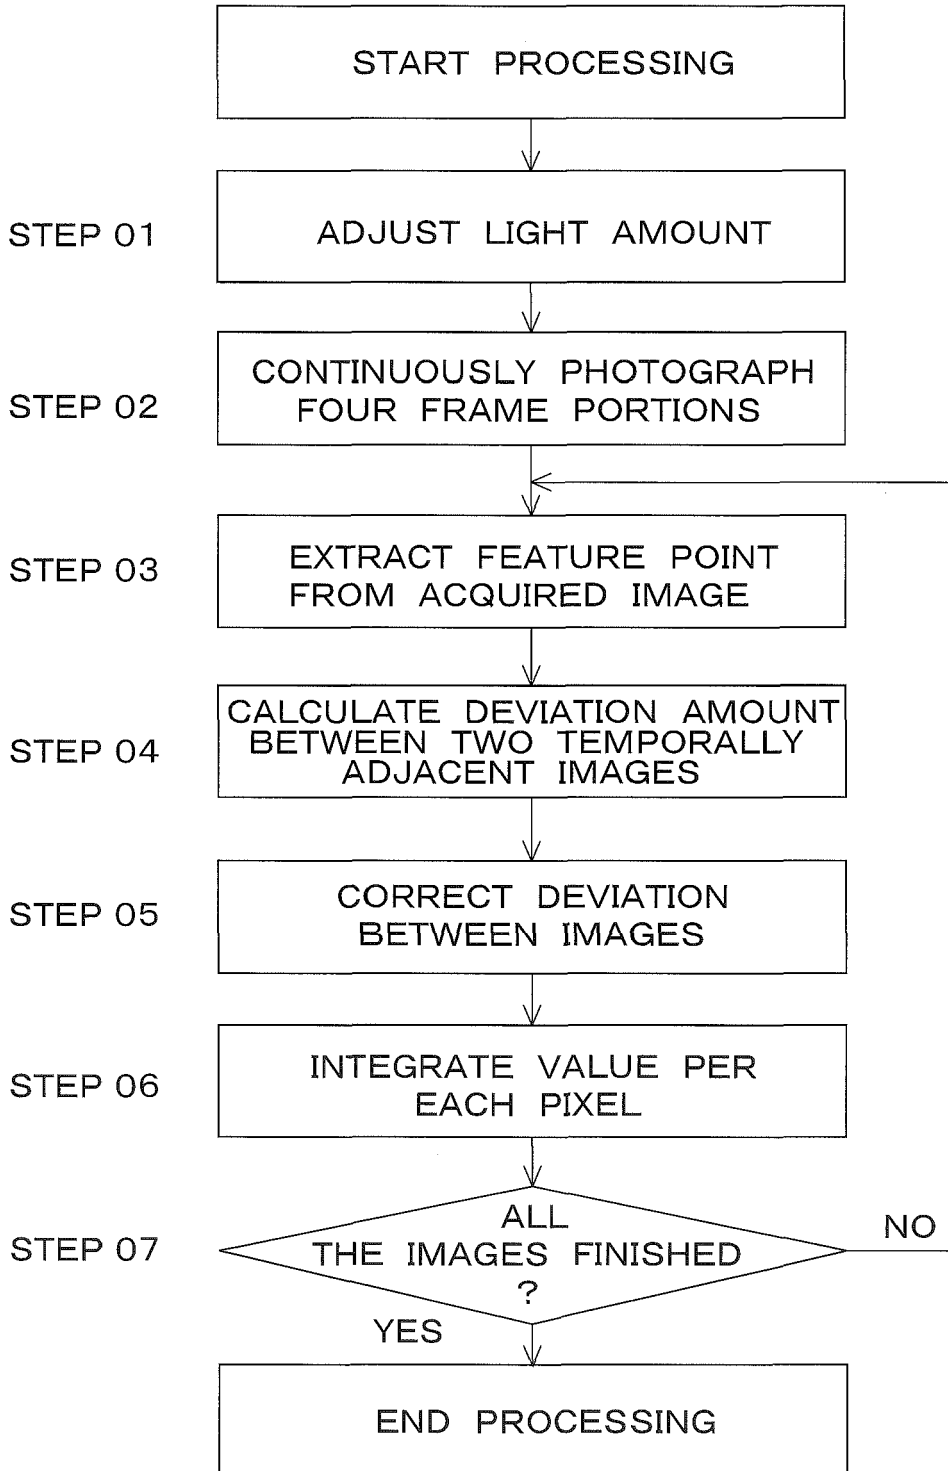 START PROCESSING
STEP 01
ADJUST LIGHT AMOUNT
STEP 02
CONTINUOUSLY PHOTOGRAPH
FOUR FRAME PORTIONS
STEP 03
EXTRACT FEATURE POINT
FROM ACQUIRED IMAGE
STEP 04
CALCULATE DEVIATION AMOUNT
BETWEEN TWO TEMPORALLY
ADJACENT IMAGES
STEP 05
CORRECT DEVIATION
BETWEEN IMAGES
STEP 06
INTEGRATE VALUE PER
EACH PIXEL
STEP 07
ALL
THE IMAGES FINISHED
?
NO
YES
END PROCESSING